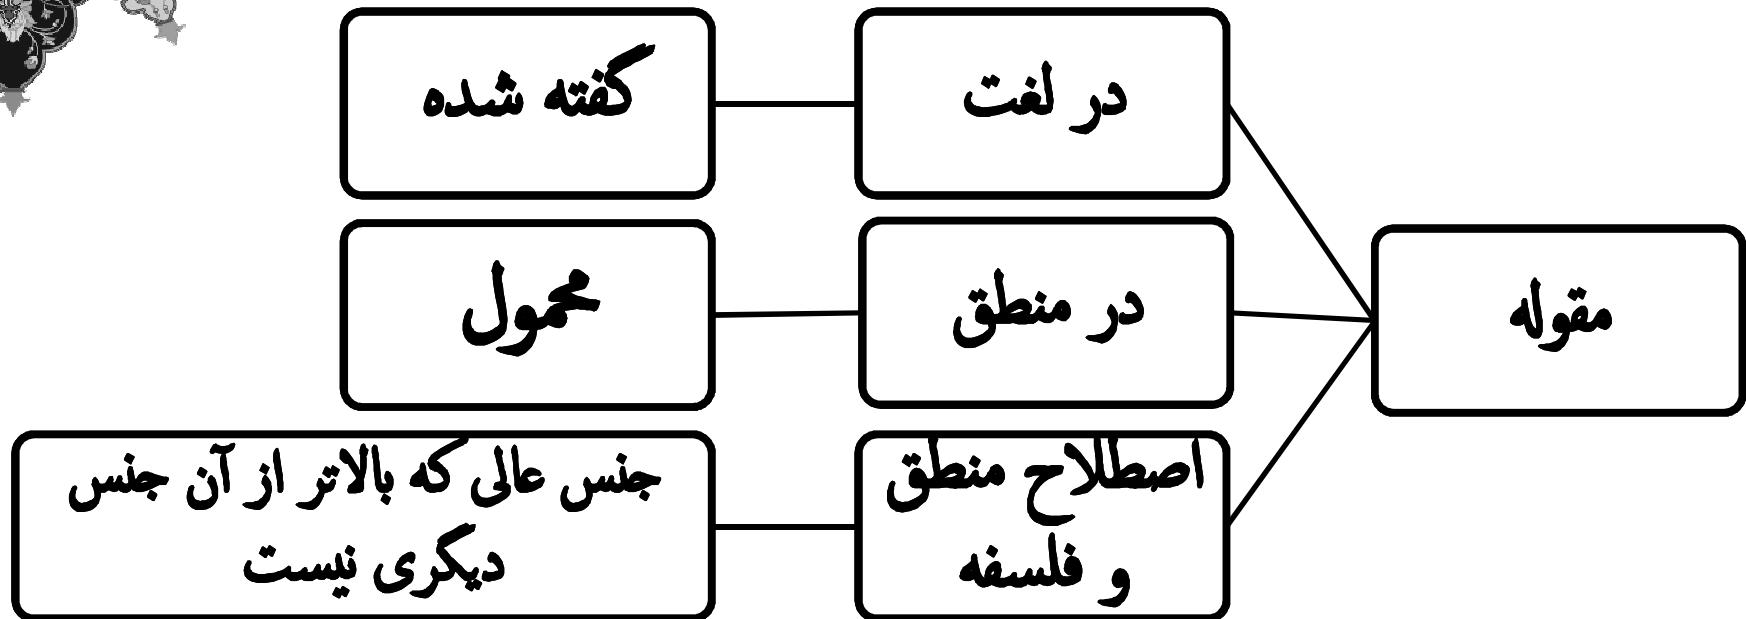 مقوله
در لغت
گفته شده
در منطق
محمول
اصطلاح منطق
و فلسفه
جنس عالی که بالاتر از آن جنس
دیگری نیست